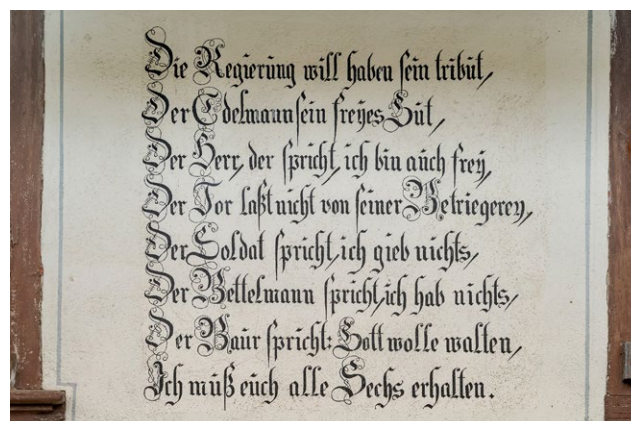 Die Regierung will haben sein tribut,
Der Edelmann sein freyes Gut,
Der Herr, der spricht, ich bin auch frey,
Der Tor laßt nicht von seiner Betriegerey,
Der Soldat spricht, ich gieb nichts,
Der Bettelmann spricht, ich hab nichts,
Der Baur spricht: Gott wolle walten,
Ich muß euch alle Sechs erhalten.